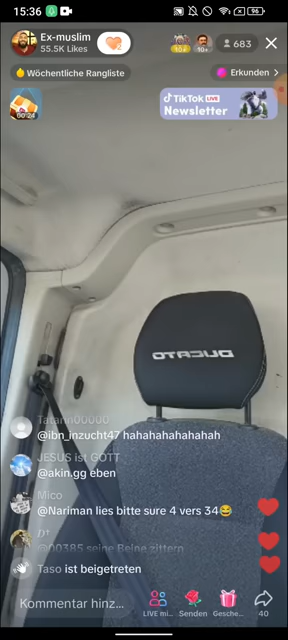 15:36
96
Ex-muslim
55.5K Likes
10+
683
Wöchentliche Rangliste
Erkunden
00:24
TikTok LIVE
Newsletter
DUCATO
@ibn_inzucht47 hahahahahahahah
JESUS ist GOTT
@akin.gg eben
Mico
@Nariman lies bitte sure 4 vers 34😂
@00385 seine Beine zittern
Taso ist beigetreten
Kommentar hinz...
LIVE mi...
Senden
Gesche...
40